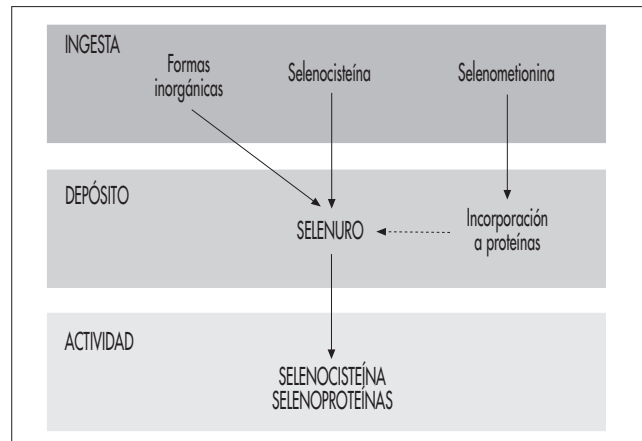 INGESTA
Formas
inorgánicas
Selenocisteína
Selenometionina
DEPÓSITO
SELENURO
Incorporación
a proteínas
ACTIVIDAD
SELENOCISTEÍNA
SELENOPROTEÍNAS